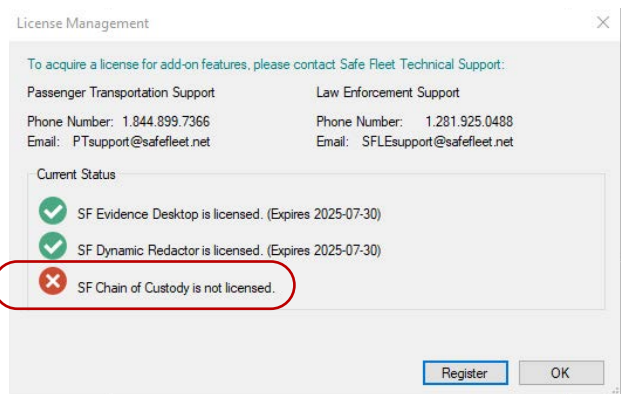 License Management
To acquire a license for add-on features, please contact Safe Fleet Technical Support:
Passenger Transportation Support
Law Enforcement Support
Phone Number: 1.844.899.7366
Phone Number: 1.281.925.0488
Email: PTsupport@safefleet.net
Email: SFLEsupport@safefleet.net
Current Status
SF Evidence Desktop is licensed. (Expires 2025-07-30)
SF Dynamic Redactor is licensed. (Expires 2025-07-30)
SF Chain of Custody is not licensed.
Register
OK